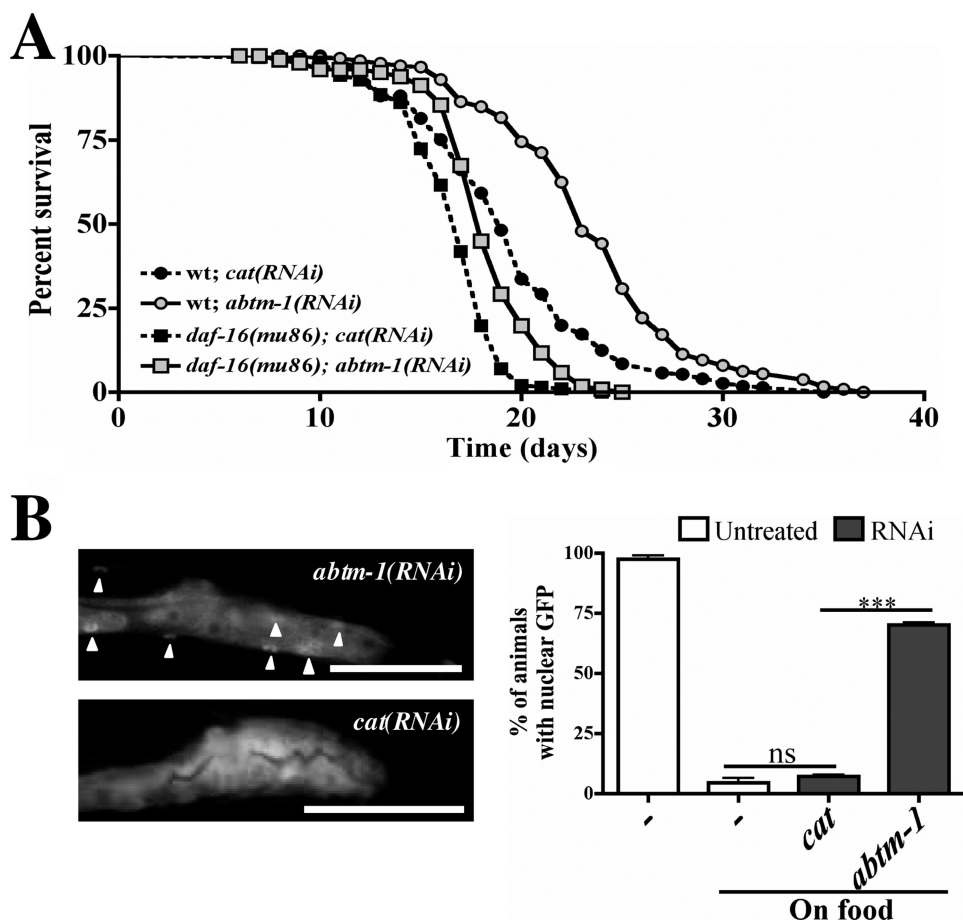 A
100
75
50
25
0
Percent survival
wt; cat(RNAi)
wt; abtm-1(RNAi)
daf-16(mu86); cat(RNAi)
daf-16(mu86); abtm-1(RNAi)
0 10 20 30 40
Time (days)
B
abtm-1(RNAi)
cat(RNAi)
Untreated RNAi
100
75
50
25
0
% of animals
with nuclear GFP
***
ns
- - cat abtm-1
On food